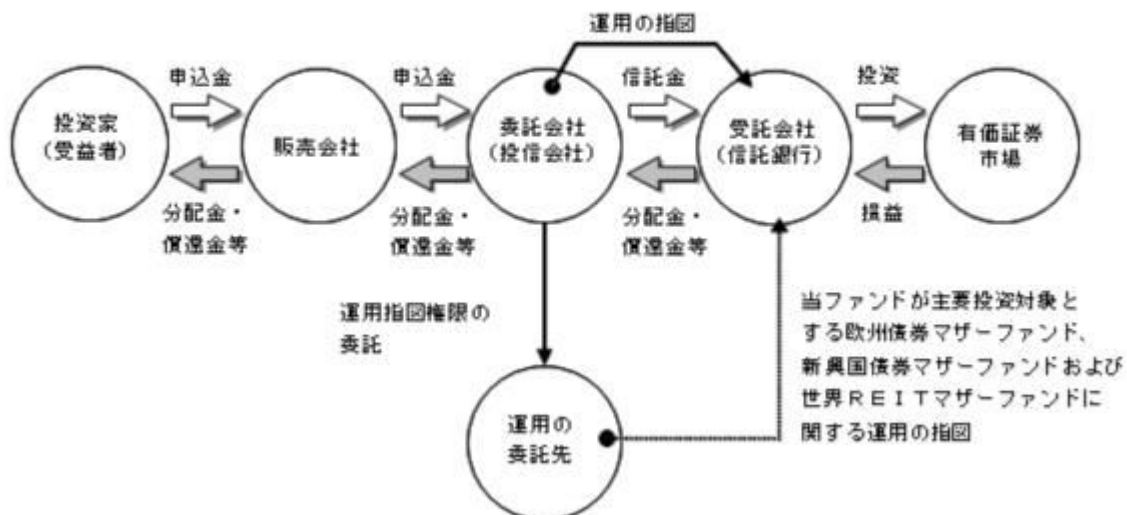 運用の指図
申込金
申込金
信託金
投資
投資家
(受益者)
販売会社
委託会社
(投信会社)
受託会社
(信託銀行)
有価証券
市場
分配金・
償還金等
分配金・
償還金等
分配金・
償還金等
損益
運用指図権限の
委託
当ファンドが主要投資対象と
する欧州債券マザーファンド、
新興国債券マザーファンドおよび
世界REITマザーファンドに
関する運用の指図
運用の
委託先